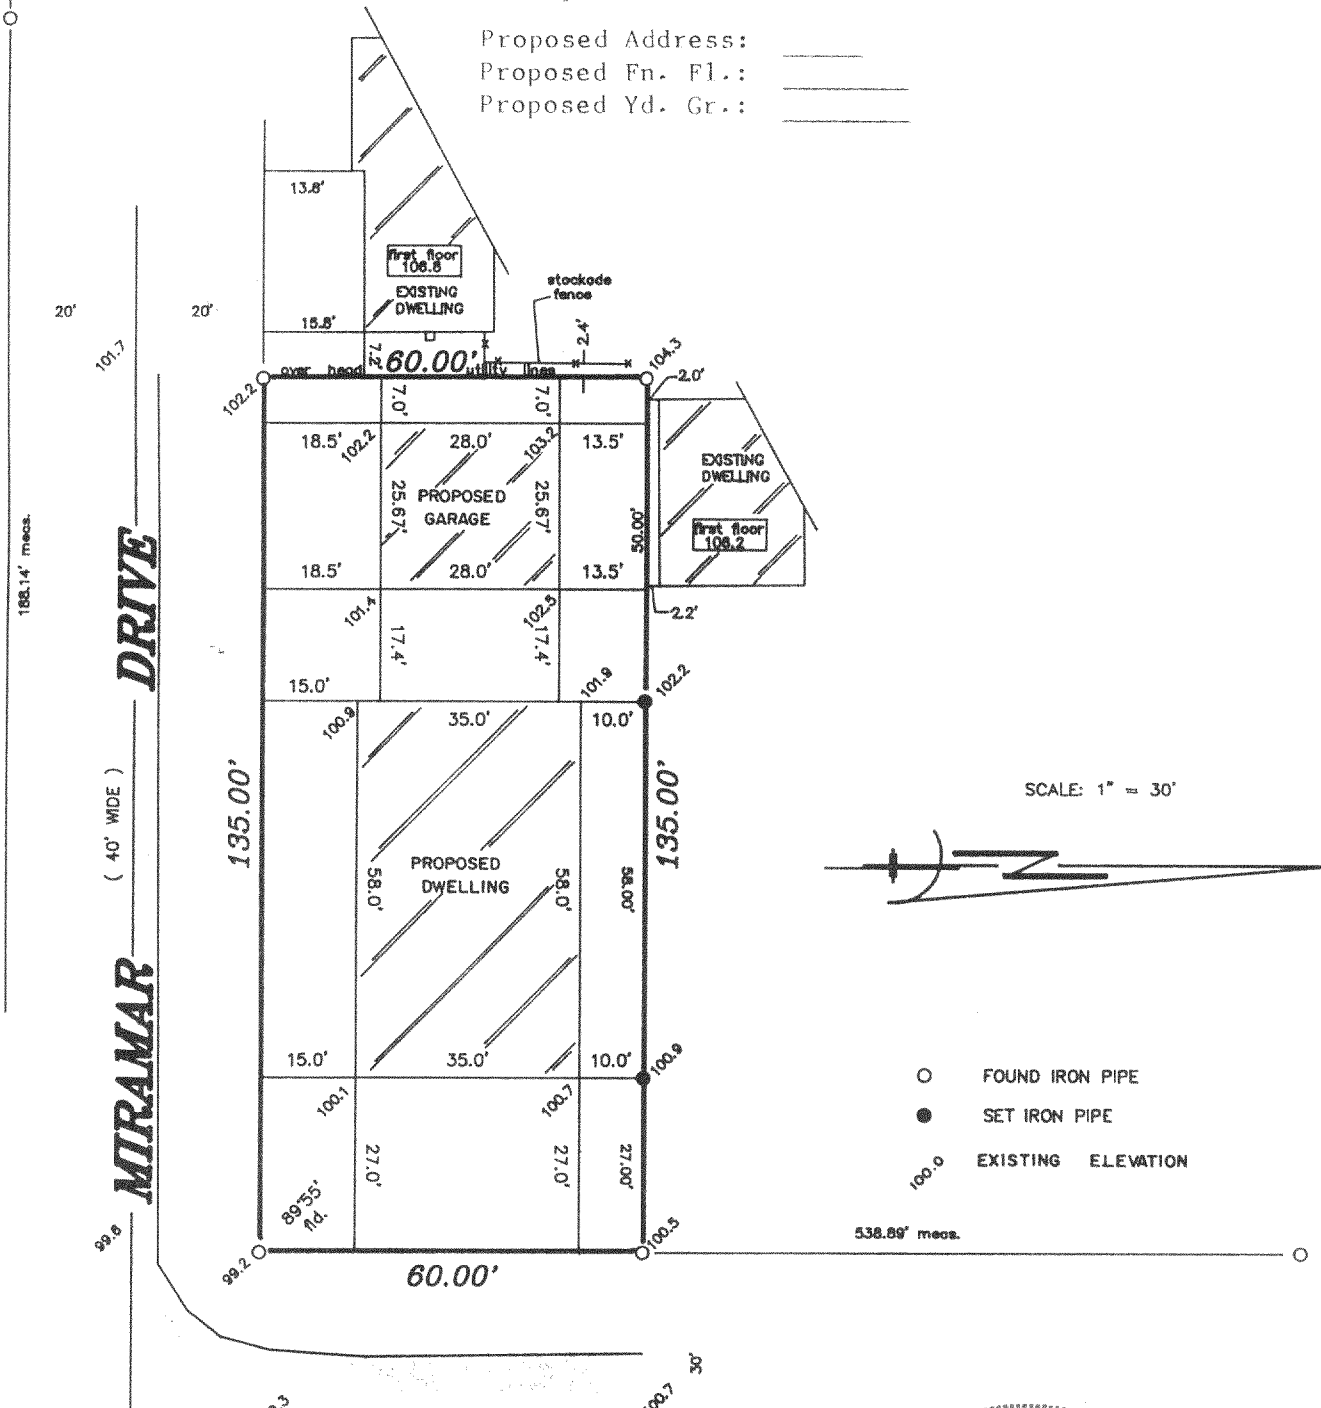 Proposed Address:
Proposed Fn. Fl.:
Proposed Yd. Gr.:
13.8'
first floor
106.8
EXISTING
DWELLING
stockade
fence
20'
20'
15.8'
2.4'
101.7
7.2'
60.00'
104.3
over head utility lines
2.0'
102.2
7.0'
7.0'
18.5'
102.2
28.0'
103.2
13.5'
EXISTING
DWELLING
PROPOSED
GARAGE
25.67'
25.67'
50.00'
first floor
106.2
188.14' meas.
18.5'
28.0'
13.5'
101.4
102.5
2.2'
17.4'
17.4'
15.0'
101.9
102.2
100.9
35.0'
10.0'
MIRAMAR DRIVE
( 40' WIDE )
135.00'
135.00'
SCALE: 1" = 30'
PROPOSED
DWELLING
58.0'
58.0'
58.00'
15.0'
35.0'
10.0'
100.9
100.1
100.7
FOUND IRON PIPE
SET IRON PIPE
100.0 EXISTING ELEVATION
27.0'
27.0'
27.00'
89°55'
fld.
99.6
99.2
100.5
538.89' meas.
60.00'
30'